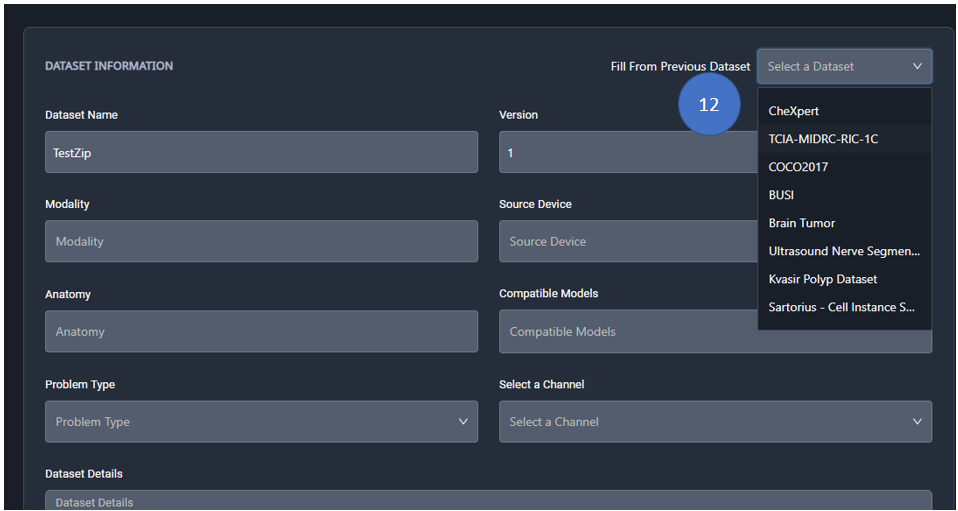 DATASET INFORMATION
Fill From Previous Dataset
Select a Dataset
12
CheXpert
TCIA-MIDRC-RIC-1C
COCO2017
BUSI
Brain Tumor
Ultrasound Nerve Segmen...
Kvasir Polyp Dataset
Sartorius - Cell Instance S...
Dataset Name
Version
TestZip
1
Modality
Source Device
Modality
Source Device
Anatomy
Compatible Models
Anatomy
Compatible Models
Problem Type
Select a Channel
Problem Type
Select a Channel
Dataset Details
Dataset Details